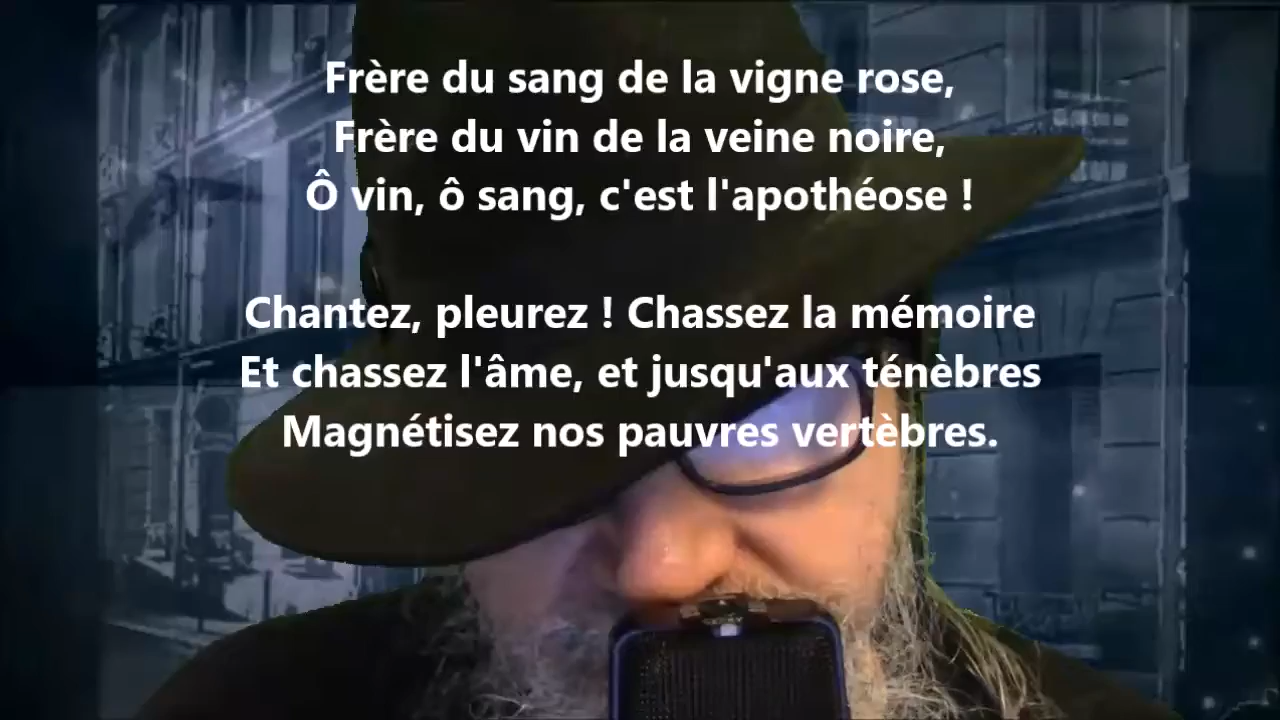 Frère du sang de la vigne rose,
Frère du vin de la veine noire,
Ô vin, ô sang, c'est l'apothéose !
Chantez, pleurez ! Chassez la mémoire
Et chassez l'âme, et jusqu'aux ténèbres
Magnétisez nos pauvres vertèbres.